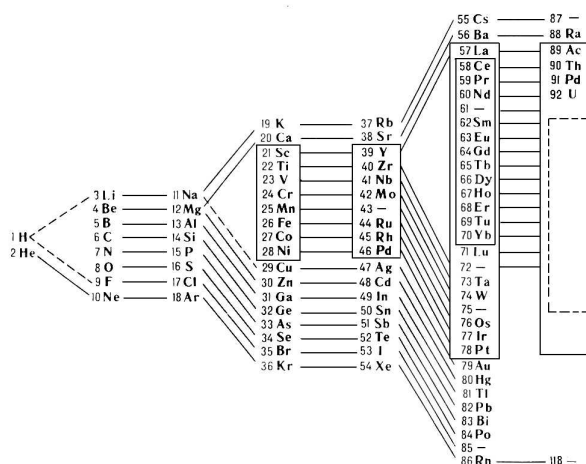 1 H
2 He
3 Li
4 Be
5 B
6 C
7 N
8 O
9 F
10 Ne
11 Na
12 Mg
13 Al
14 Si
15 P
16 S
17 Cl
18 Ar
19 K
20 Ca
21 Sc
22 Ti
23 V
24 Cr
25 Mn
26 Fe
27 Co
28 Ni
29 Cu
30 Zn
31 Ga
32 Ge
33 As
34 Se
35 Br
36 Kr
37 Rb
38 Sr
39 Y
40 Zr
41 Nb
42 Mo
43 —
44 Ru
45 Rh
46 Pd
47 Ag
48 Cd
49 In
50 Sn
51 Sb
52 Te
53 I
54 Xe
55 Cs
56 Ba
57 La
58 Ce
59 Pr
60 Nd
61 —
62 Sm
63 Eu
64 Gd
65 Tb
66 Dy
67 Ho
68 Er
69 Tu
70 Yb
71 Lu
72 —
73 Ta
74 W
75 —
76 Os
77 Ir
78 Pt
79 Au
80 Hg
81 Tl
82 Pb
83 Bi
84 Po
85 —
86 Rn
87 —
88 Ra
89 Ac
90 Th
91 Pd
92 U
118 —